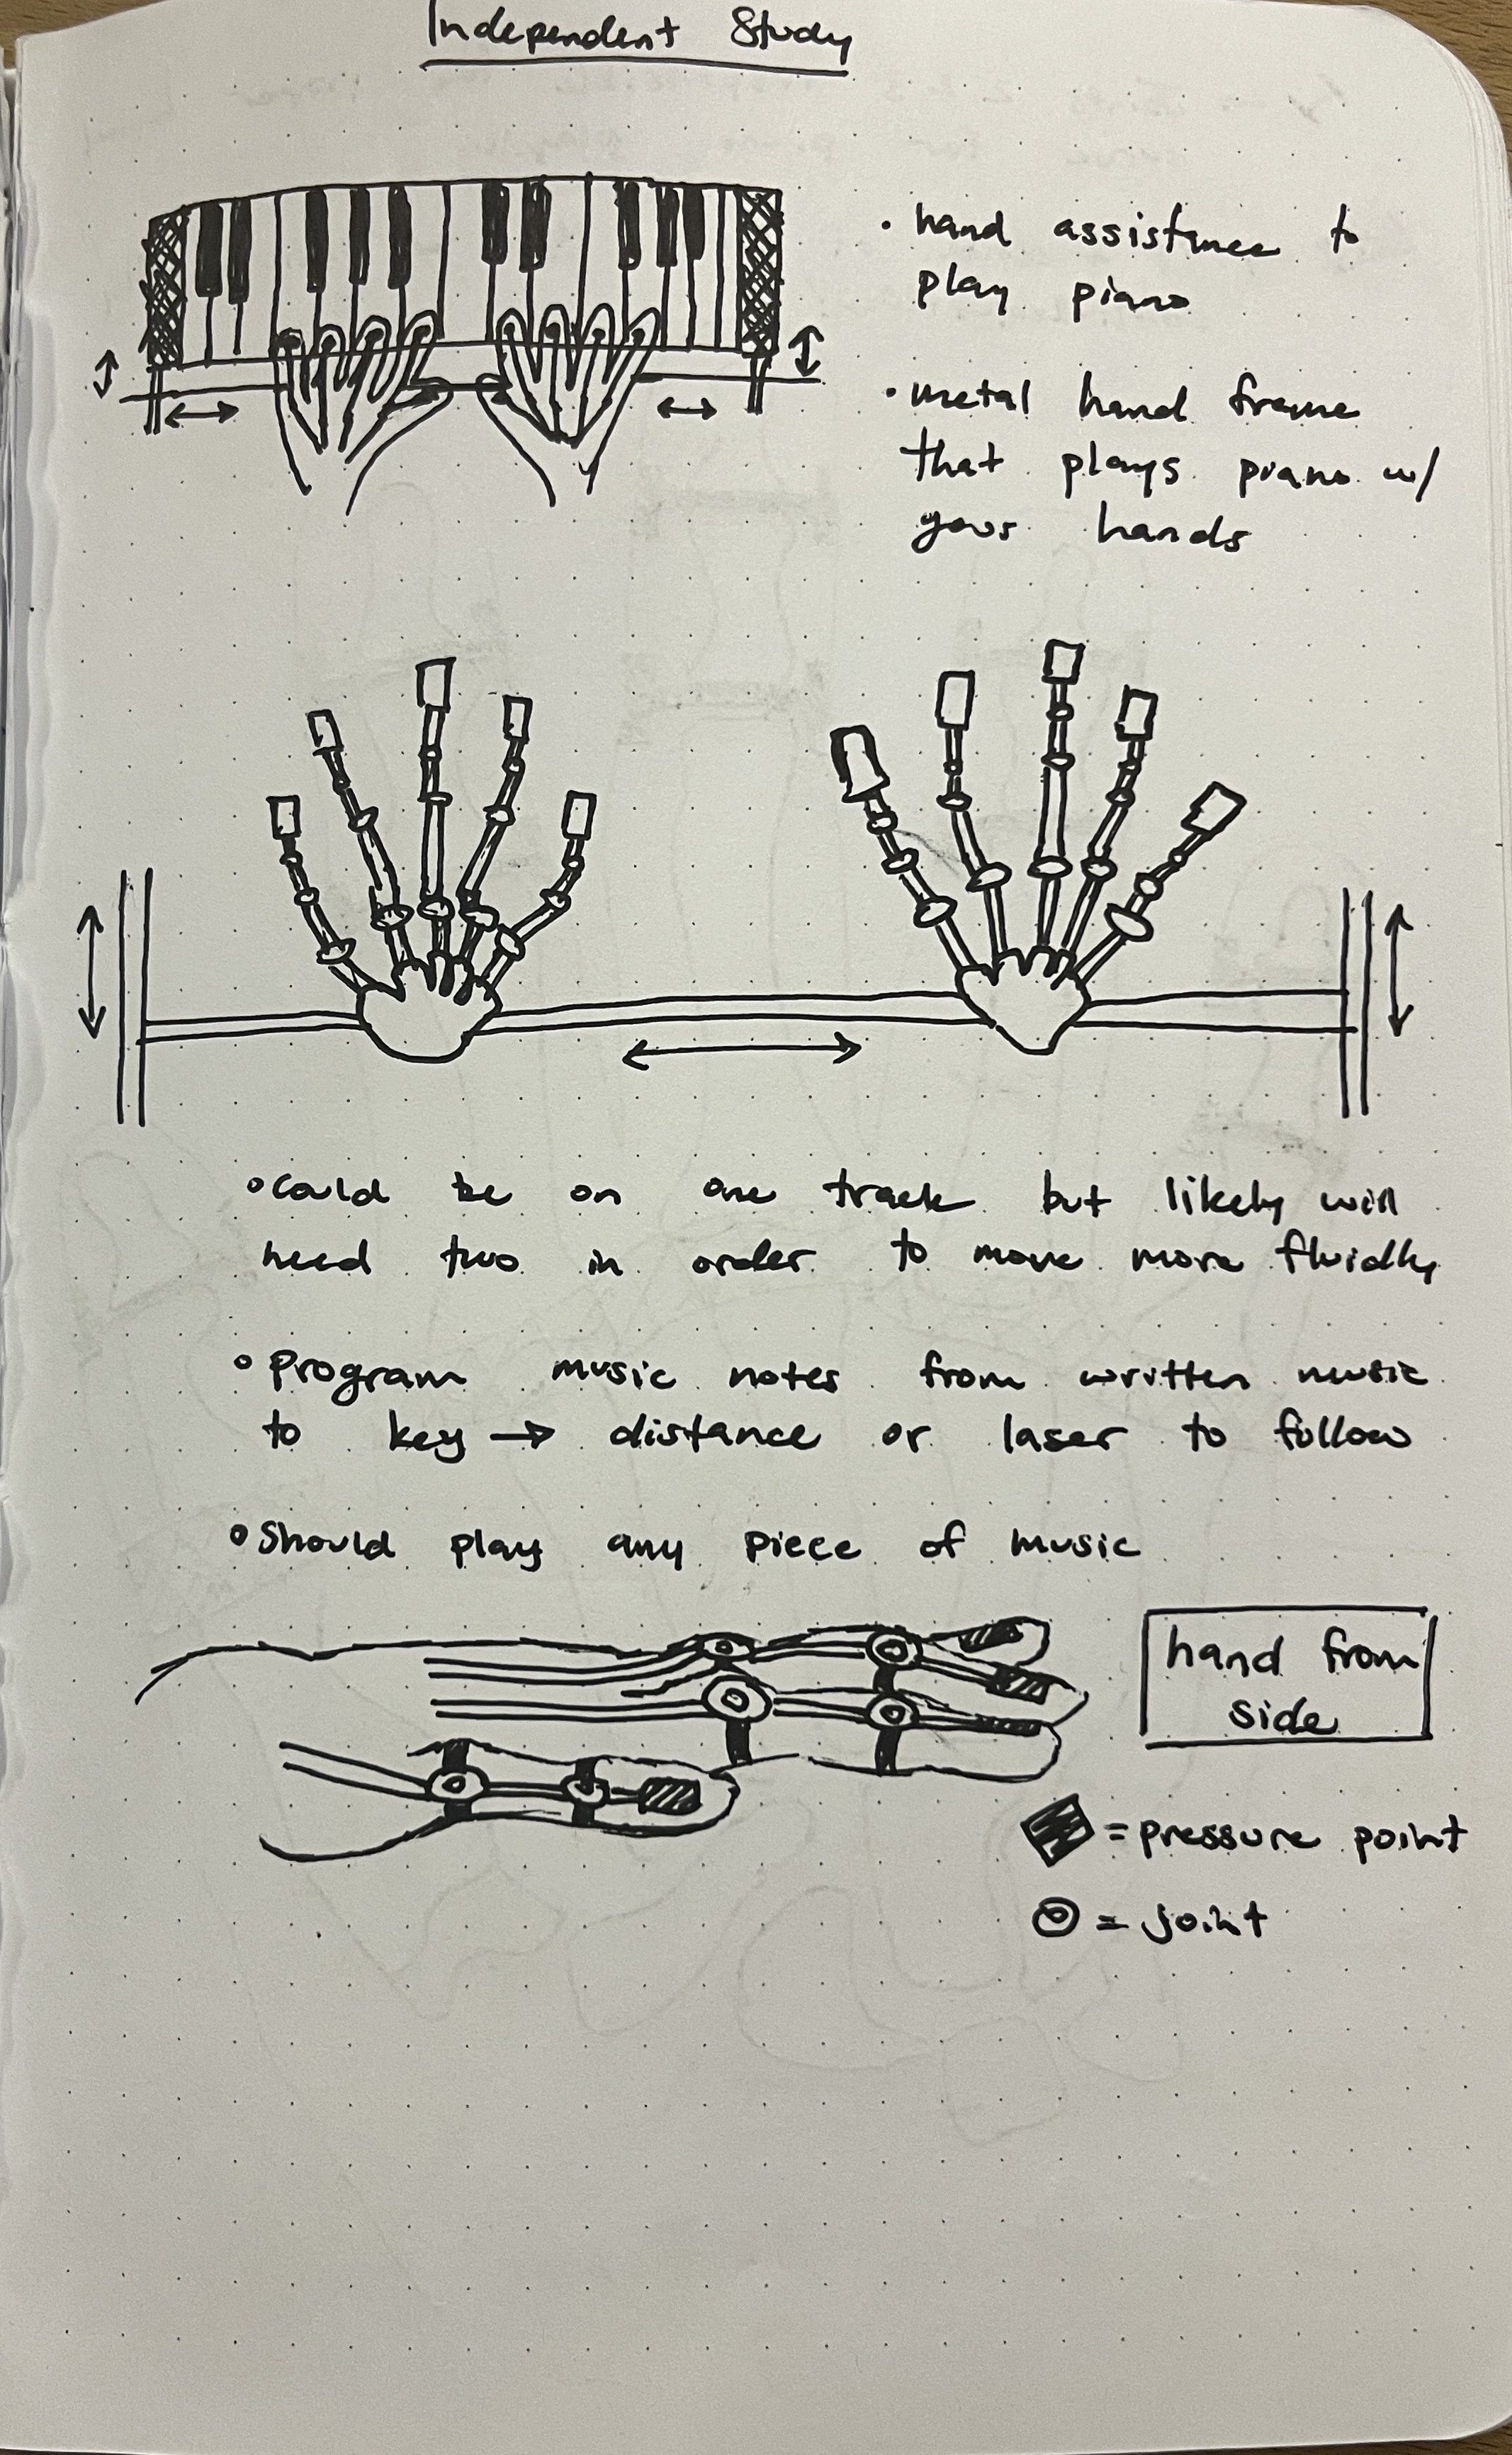 Independent Study
• hand assistance to
play piano
• metal hand frame
that plays piano w/
your hands
• could be on one track but likely will
need two in order to move more fluidly
• Program music notes from written music
to key → distance or laser to follow
• Should play any piece of music
hand from
side
= pressure point
= joint